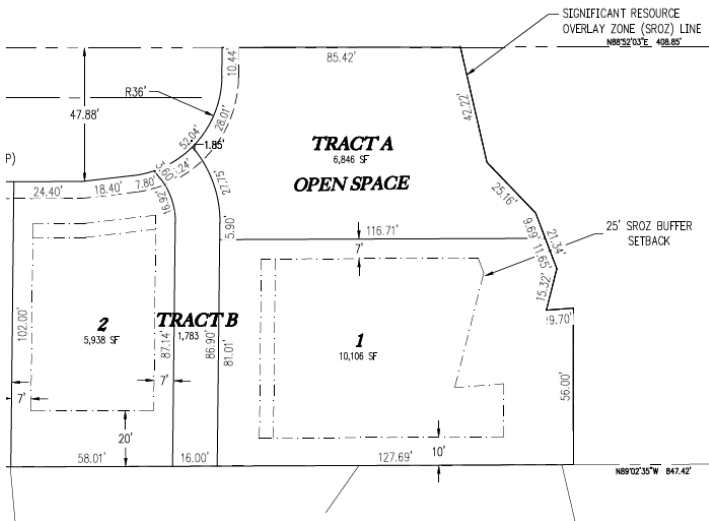 SIGNIFICANT RESOURCE
OVERLAY ZONE (SROZ) LINE
N88°52'03"E 408.85'
85.42'
10.44'
R36'
47.88'
28.01'
52.04'
1.85'
42.22'
TRACT A
6,846 SF
OPEN SPACE
P)
3.60'
.24'
27.75'
24.40'
18.40'
7.80'
16.92'
25.16'
5.90'
116.71'
9.69'
21.34'
11.65'
25' SROZ BUFFER
SETBACK
7'
15.32'
9.70'
102.00'
2
5,938 SF
TRACT B
1,783
87.14'
86.90'
81.01'
1
10,106 SF
56.00'
7'
7'
20'
10'
58.01'
16.00'
127.69'
N89°02'35"W 847.42'